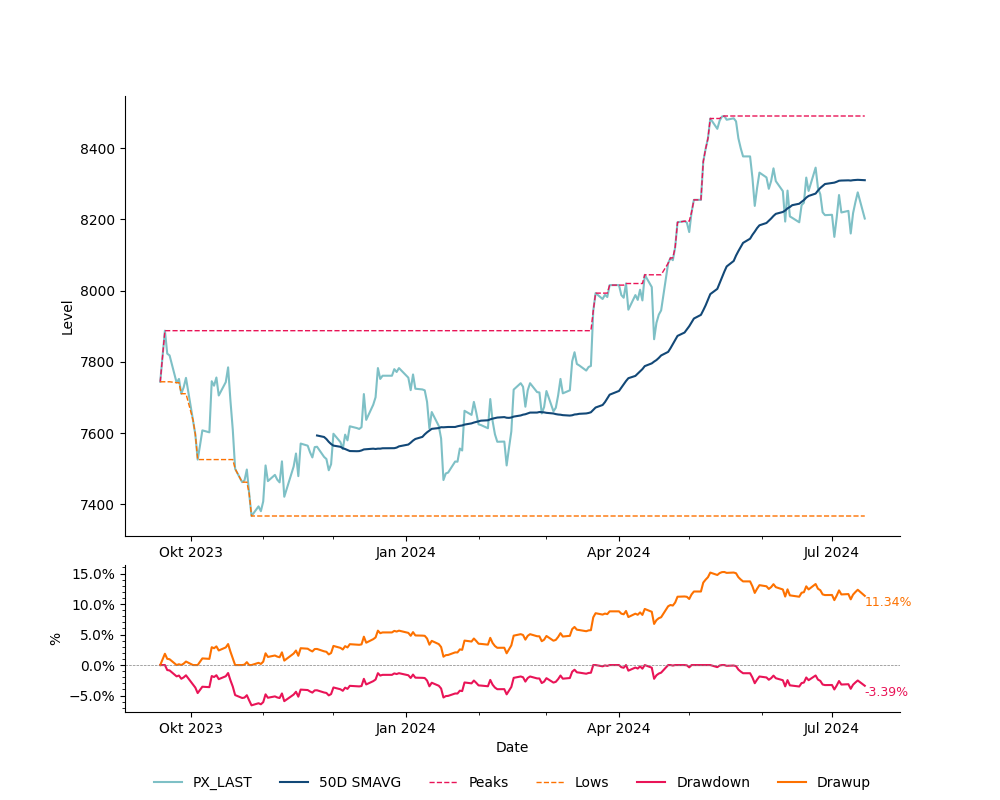 8400
8200
8000
7800
7600
7400
Level
Okt 2023 Jan 2024 Apr 2024 Jul 2024
15.0%
10.0%
5.0%
0.0%
−5.0%
%
11.34%
-3.39%
Okt 2023 Jan 2024 Apr 2024 Jul 2024
Date
PX_LAST 50D SMAVG Peaks Lows Drawdown Drawup